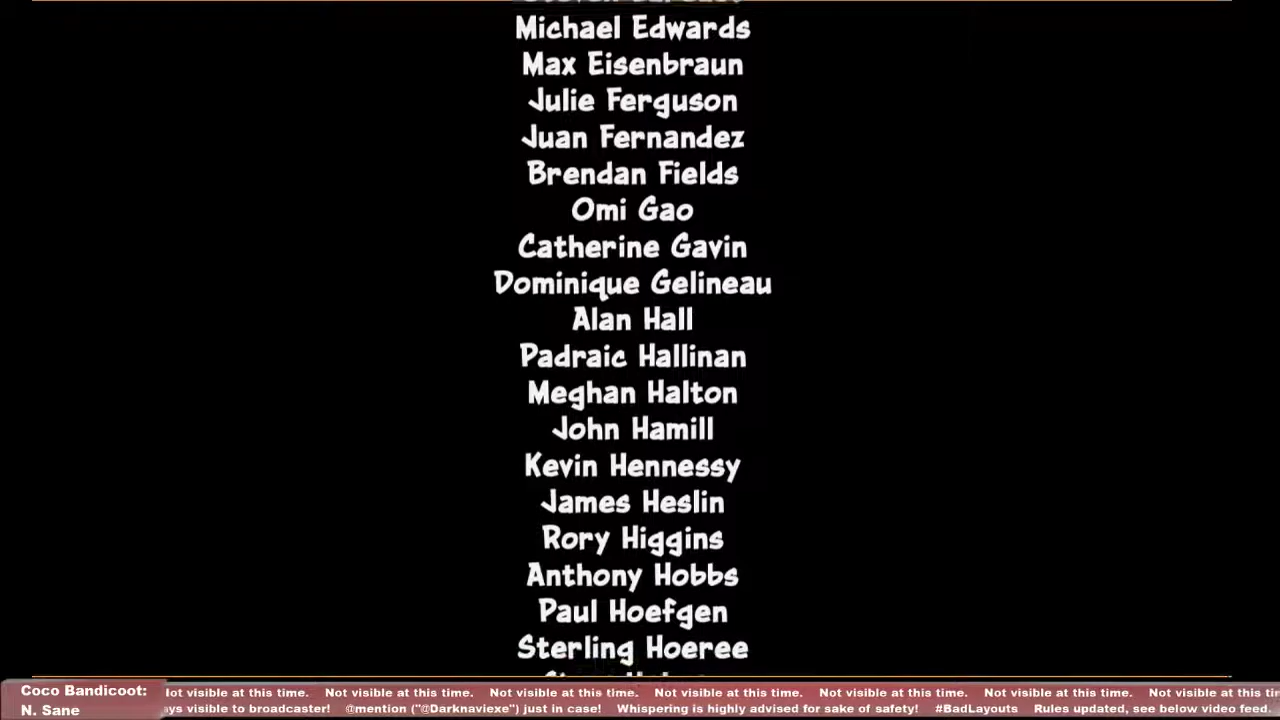 Michael Edwards
Max Eisenbraun
Julie Ferguson
Juan Fernandez
Brendan Fields
Omi Gao
Catherine Gavin
Dominique Gelineau
Alan Hall
Padraic Hallinan
Meghan Halton
John Hamill
Kevin Hennessy
James Heslin
Rory Higgins
Anthony Hobbs
Paul Hoefgen
Sterling Hoeree
Coco Bandicoot:
N. Sane
lot visible at this time. Not visible at this time. Not visible at this time. Not visible at this time. Not visible at this time. Not visible at this time. Not visible at this tim
ays visible to broadcaster! @mention ("@Darknaviexe") just in case! Whispering is highly advised for sake of safety! #BadLayouts Rules updated, see below video feed.